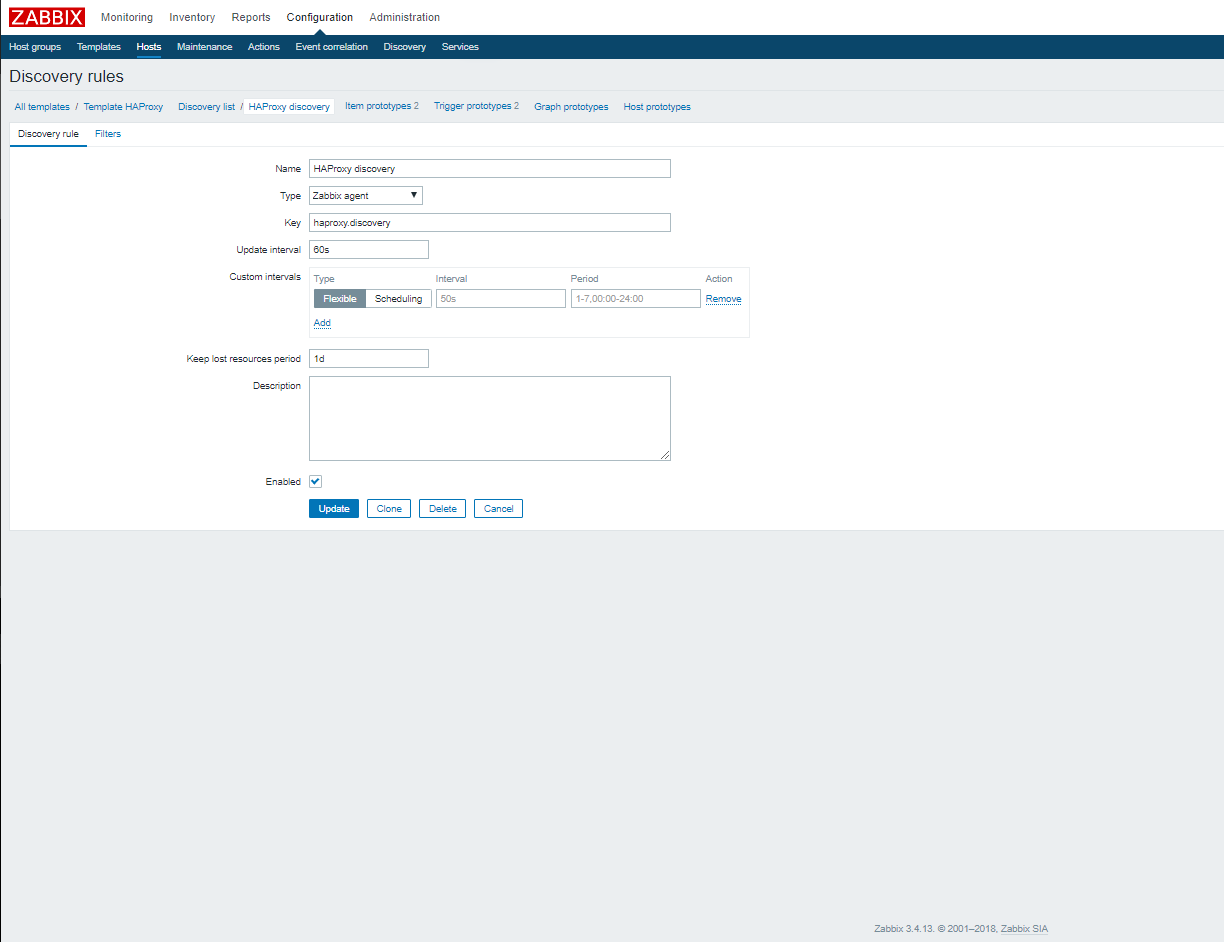 ZABBIX Monitoring Inventory Reports Configuration Administration
Host groups Templates Hosts Maintenance Actions Event correlation Discovery Services
Discovery rules
All templates / Template HAProxy Discovery list / HAProxy discovery Item prototypes 2 Trigger prototypes 2 Graph prototypes Host prototypes
Discovery rule Filters
Name HAProxy discovery
Type Zabbix agent
Key haproxy.discovery
Update interval 60s
Custom intervals Type Interval Period Action
Flexible Scheduling 50s 1-7,00:00-24:00 Remove
Add
Keep lost resources period 1d
Description
Enabled
Update Clone Delete Cancel
Zabbix 3.4.13. © 2001–2018, Zabbix SIA